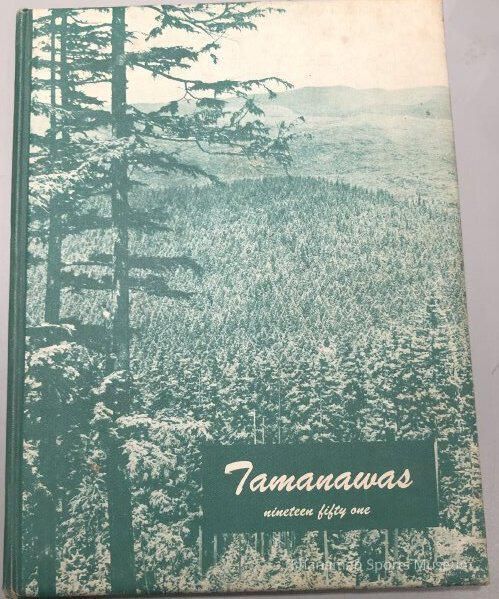 Tamanawas
nineteen fifty one
Sports Museum